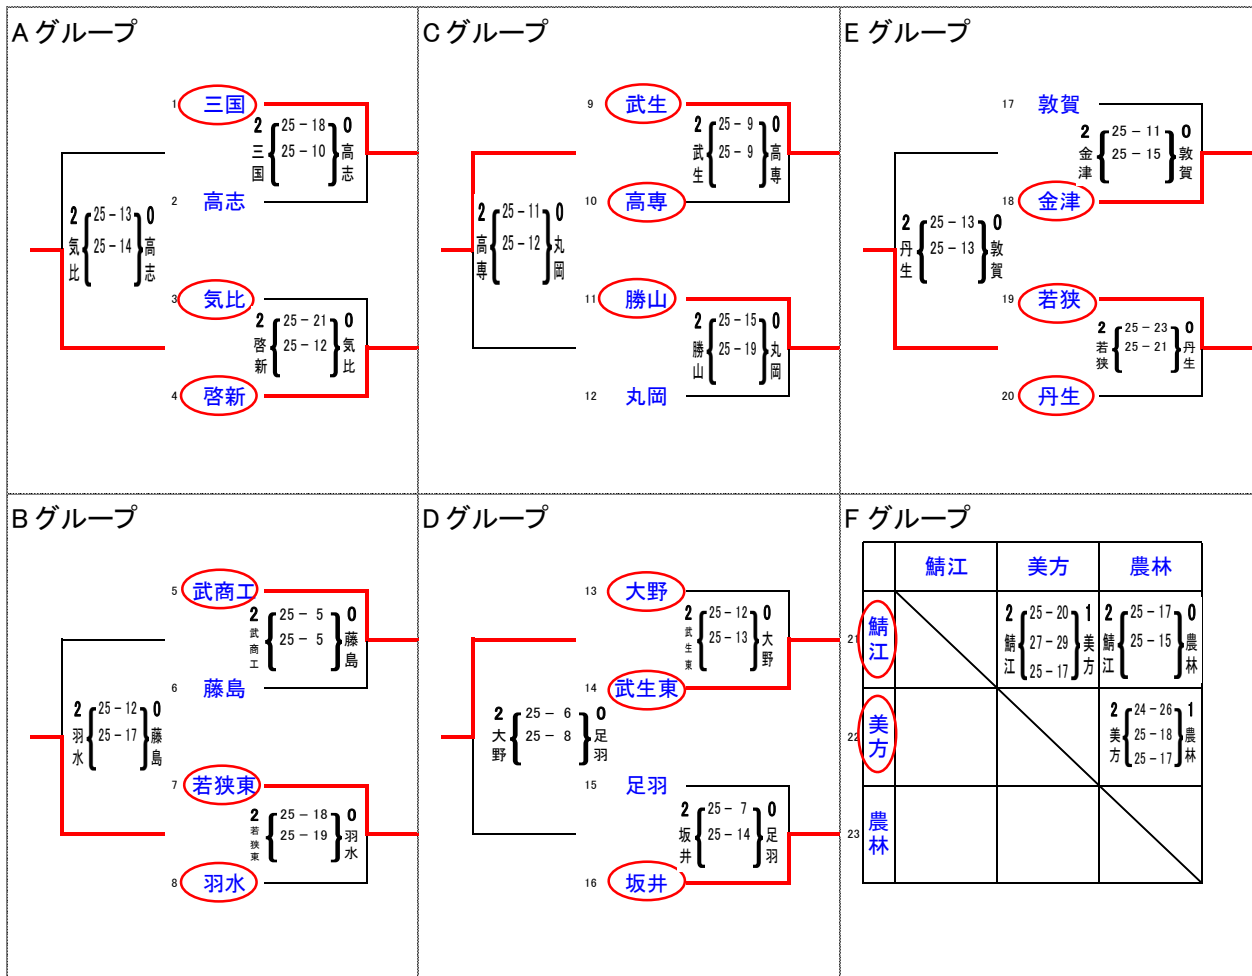 A グループ
1 三国
2 25 - 18 0
三国 25 - 10 高志
2 高志
2 25 - 13 0
気比 25 - 14 高志
3 気比
2 25 - 21 0
啓新 25 - 12 気比
4 啓新
C グループ
9 武生
2 25 - 9 0
武生 25 - 9 高専
10 高専
2 25 - 11 0
高専 25 - 12 丸岡
11 勝山
2 25 - 15 0
勝山 25 - 19 丸岡
12 丸岡
E グループ
17 敦賀
2 25 - 11 0
金津 25 - 15 敦賀
18 金津
2 25 - 13 0
丹生 25 - 13 敦賀
19 若狭
2 25 - 23 0
若狭 25 - 21 丹生
20 丹生
B グループ
5 武商工
2 25 - 5 0
武商工 25 - 5 藤島
6 藤島
2 25 - 12 0
羽水 25 - 17 藤島
7 若狭東
2 25 - 18 0
若狭東 25 - 19 羽水
8 羽水
D グループ
13 大野
2 25 - 12 0
武生東 25 - 13 大野
14 武生東
2 25 - 6 0
大野 25 - 8 足羽
15 足羽
2 25 - 7 0
坂井 25 - 14 足羽
16 坂井
F グループ
鯖江 美方 農林
21 鯖江
2 25 - 20 1
鯖江 27 - 29 美方
25 - 17
2 25 - 17 0
鯖江 25 - 15 農林
22 美方
2 24 - 26 1
美方 25 - 18 農林
25 - 17
23 農林